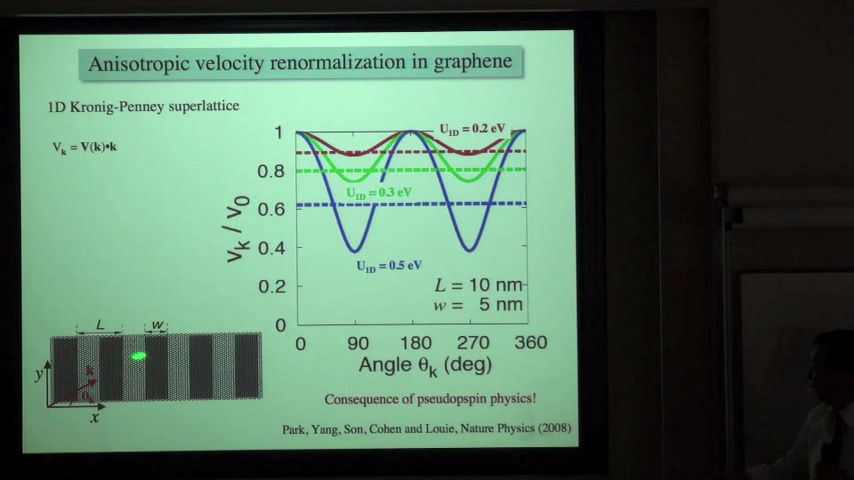 Anisotropic velocity renormalization in graphene
1D Kronig-Penney superlattice
V_k = V(k)•k
1
0.8
0.6
0.4
0.2
0
v_k / v_0
U_1D = 0.2 eV
U_1D = 0.3 eV
U_1D = 0.5 eV
L = 10 nm
w = 5 nm
0 90 180 270 360
Angle θ_k (deg)
L w
y
k
θ_k
x
Consequence of pseudopspin physics!
Park, Yang, Son, Cohen and Louie, Nature Physics (2008)